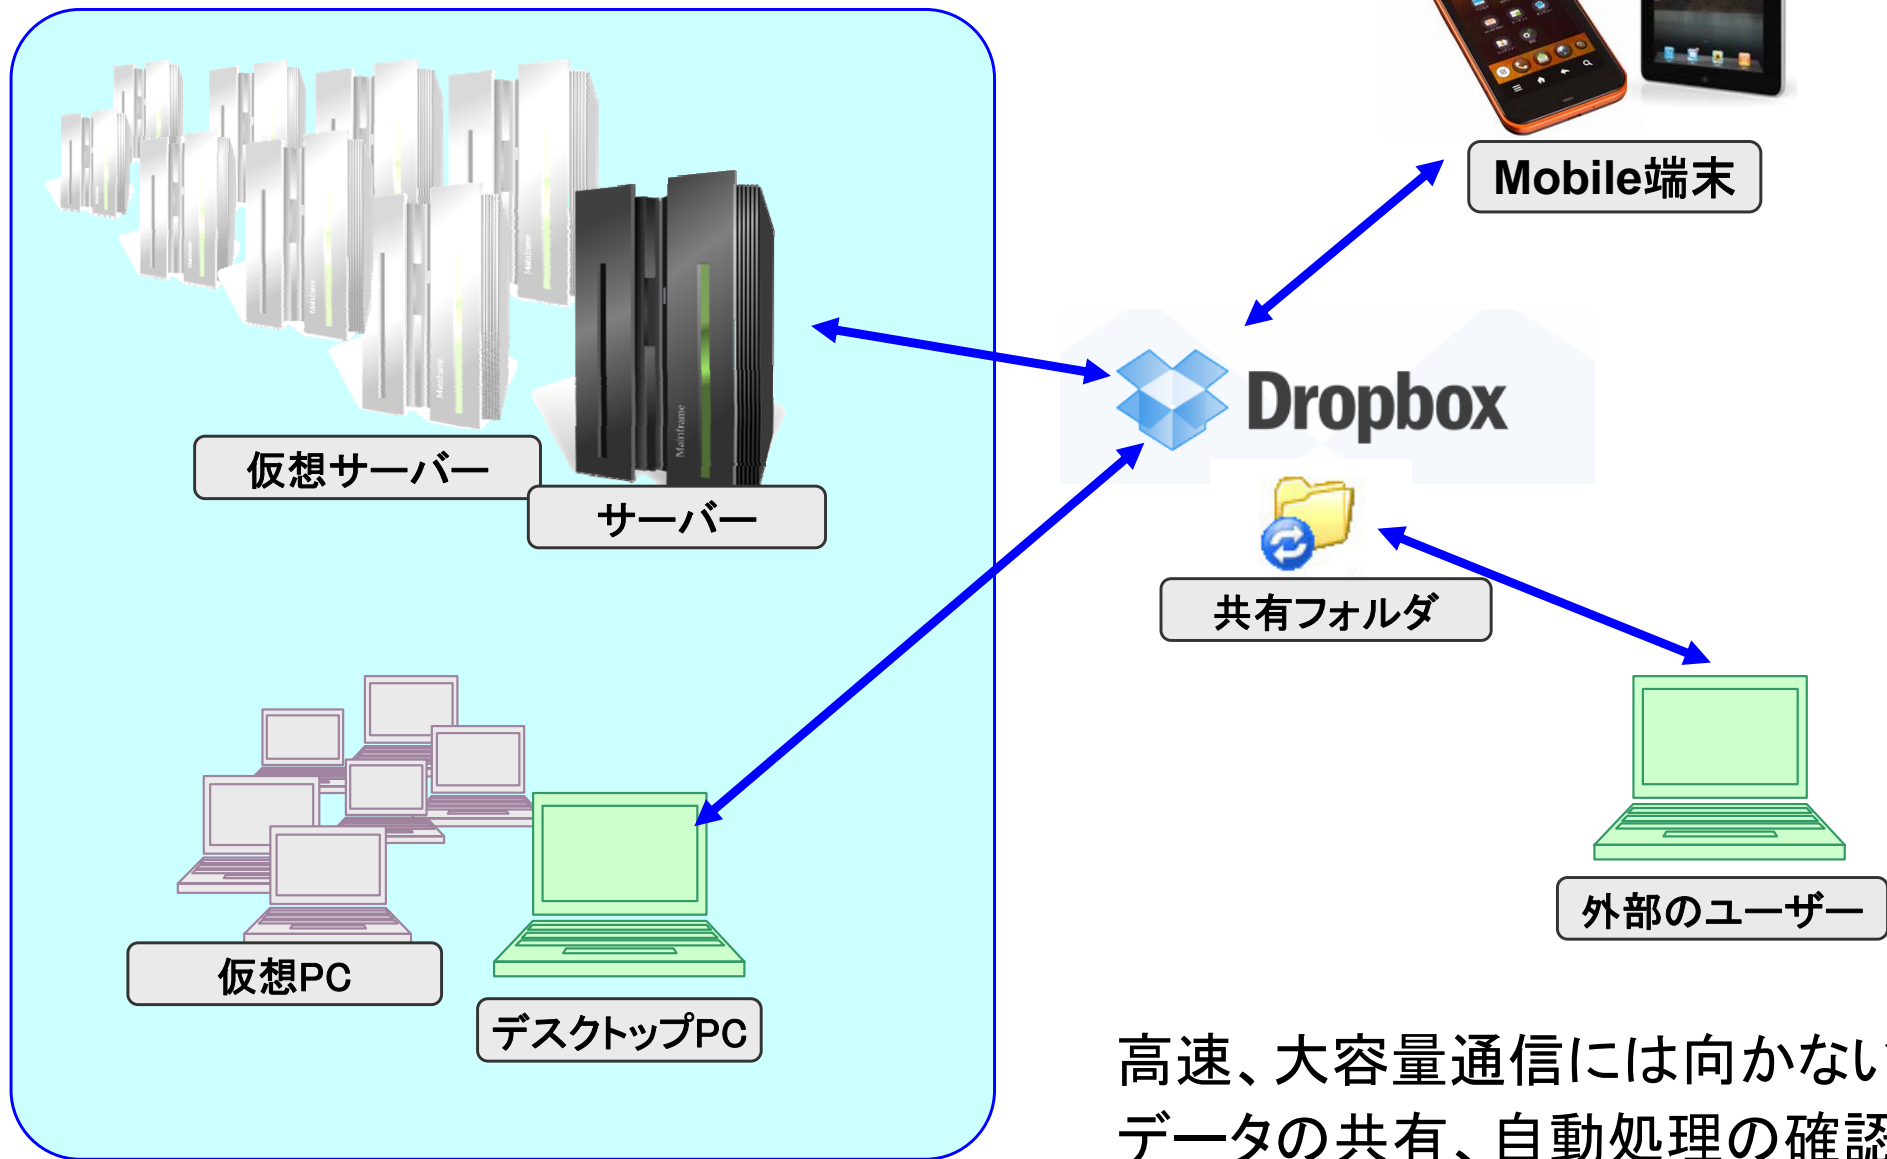 Mobile端末
Dropbox
Mainframe
Mainframe
仮想サーバー
サーバー
共有フォルダ
外部のユーザー
仮想PC
デスクトップPC
高速、大容量通信には向かない
データの共有、自動処理の確認